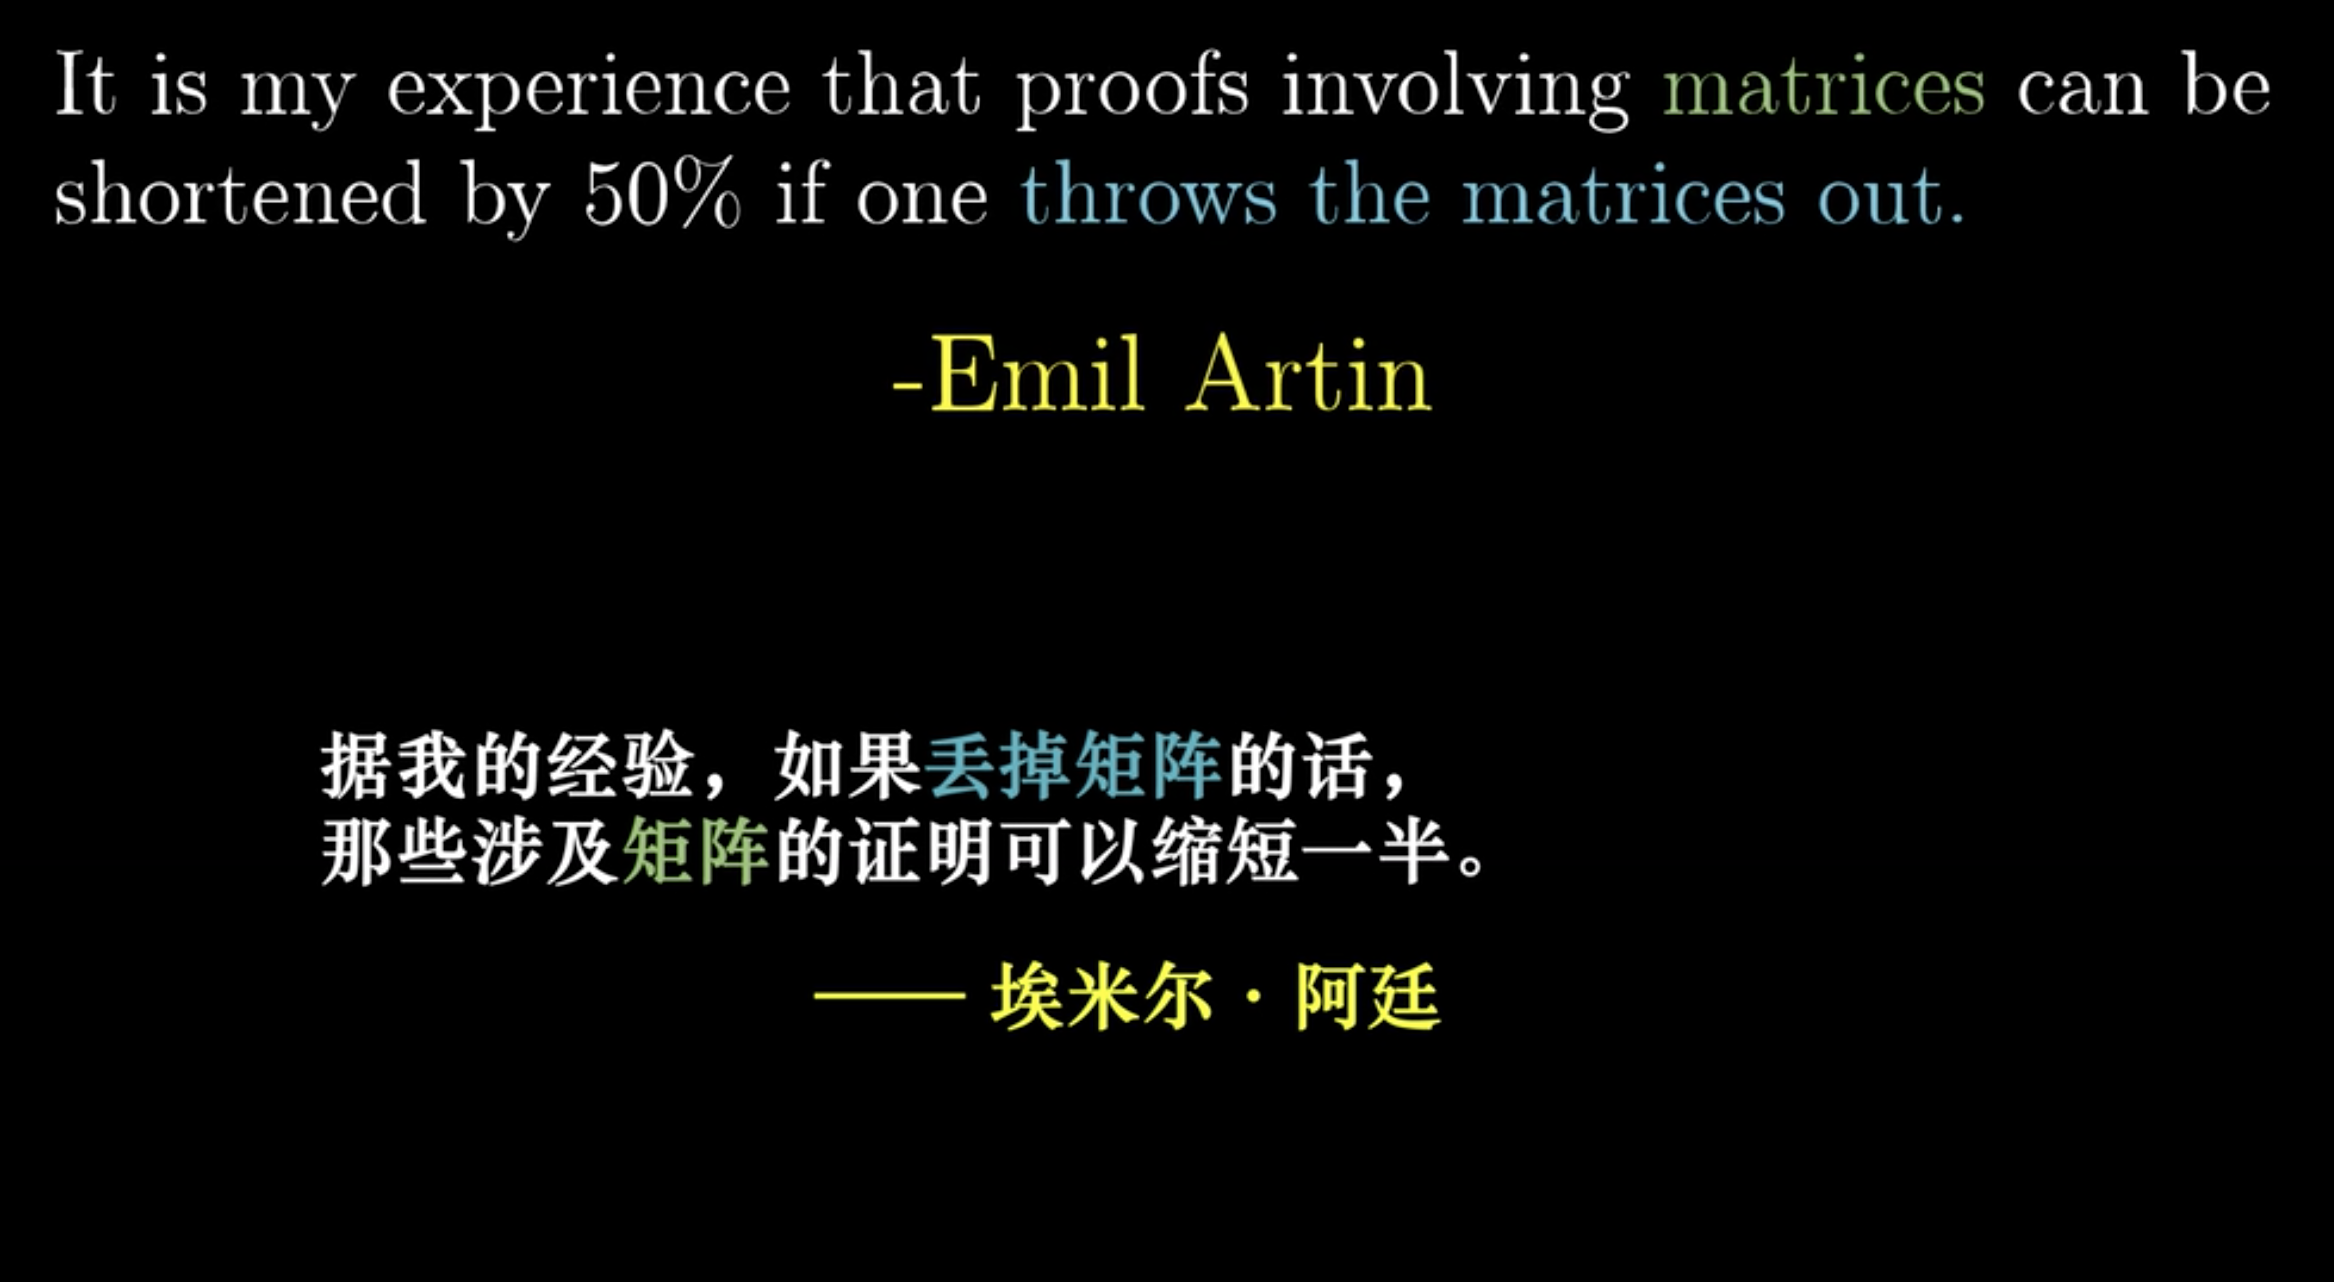 It is my experience that proofs involving matrices can be
shortened by 50% if one throws the matrices out.
-Emil Artin
据我的经验，如果丢掉矩阵的话，
那些涉及矩阵的证明可以缩短一半。
—— 埃米尔·阿廷